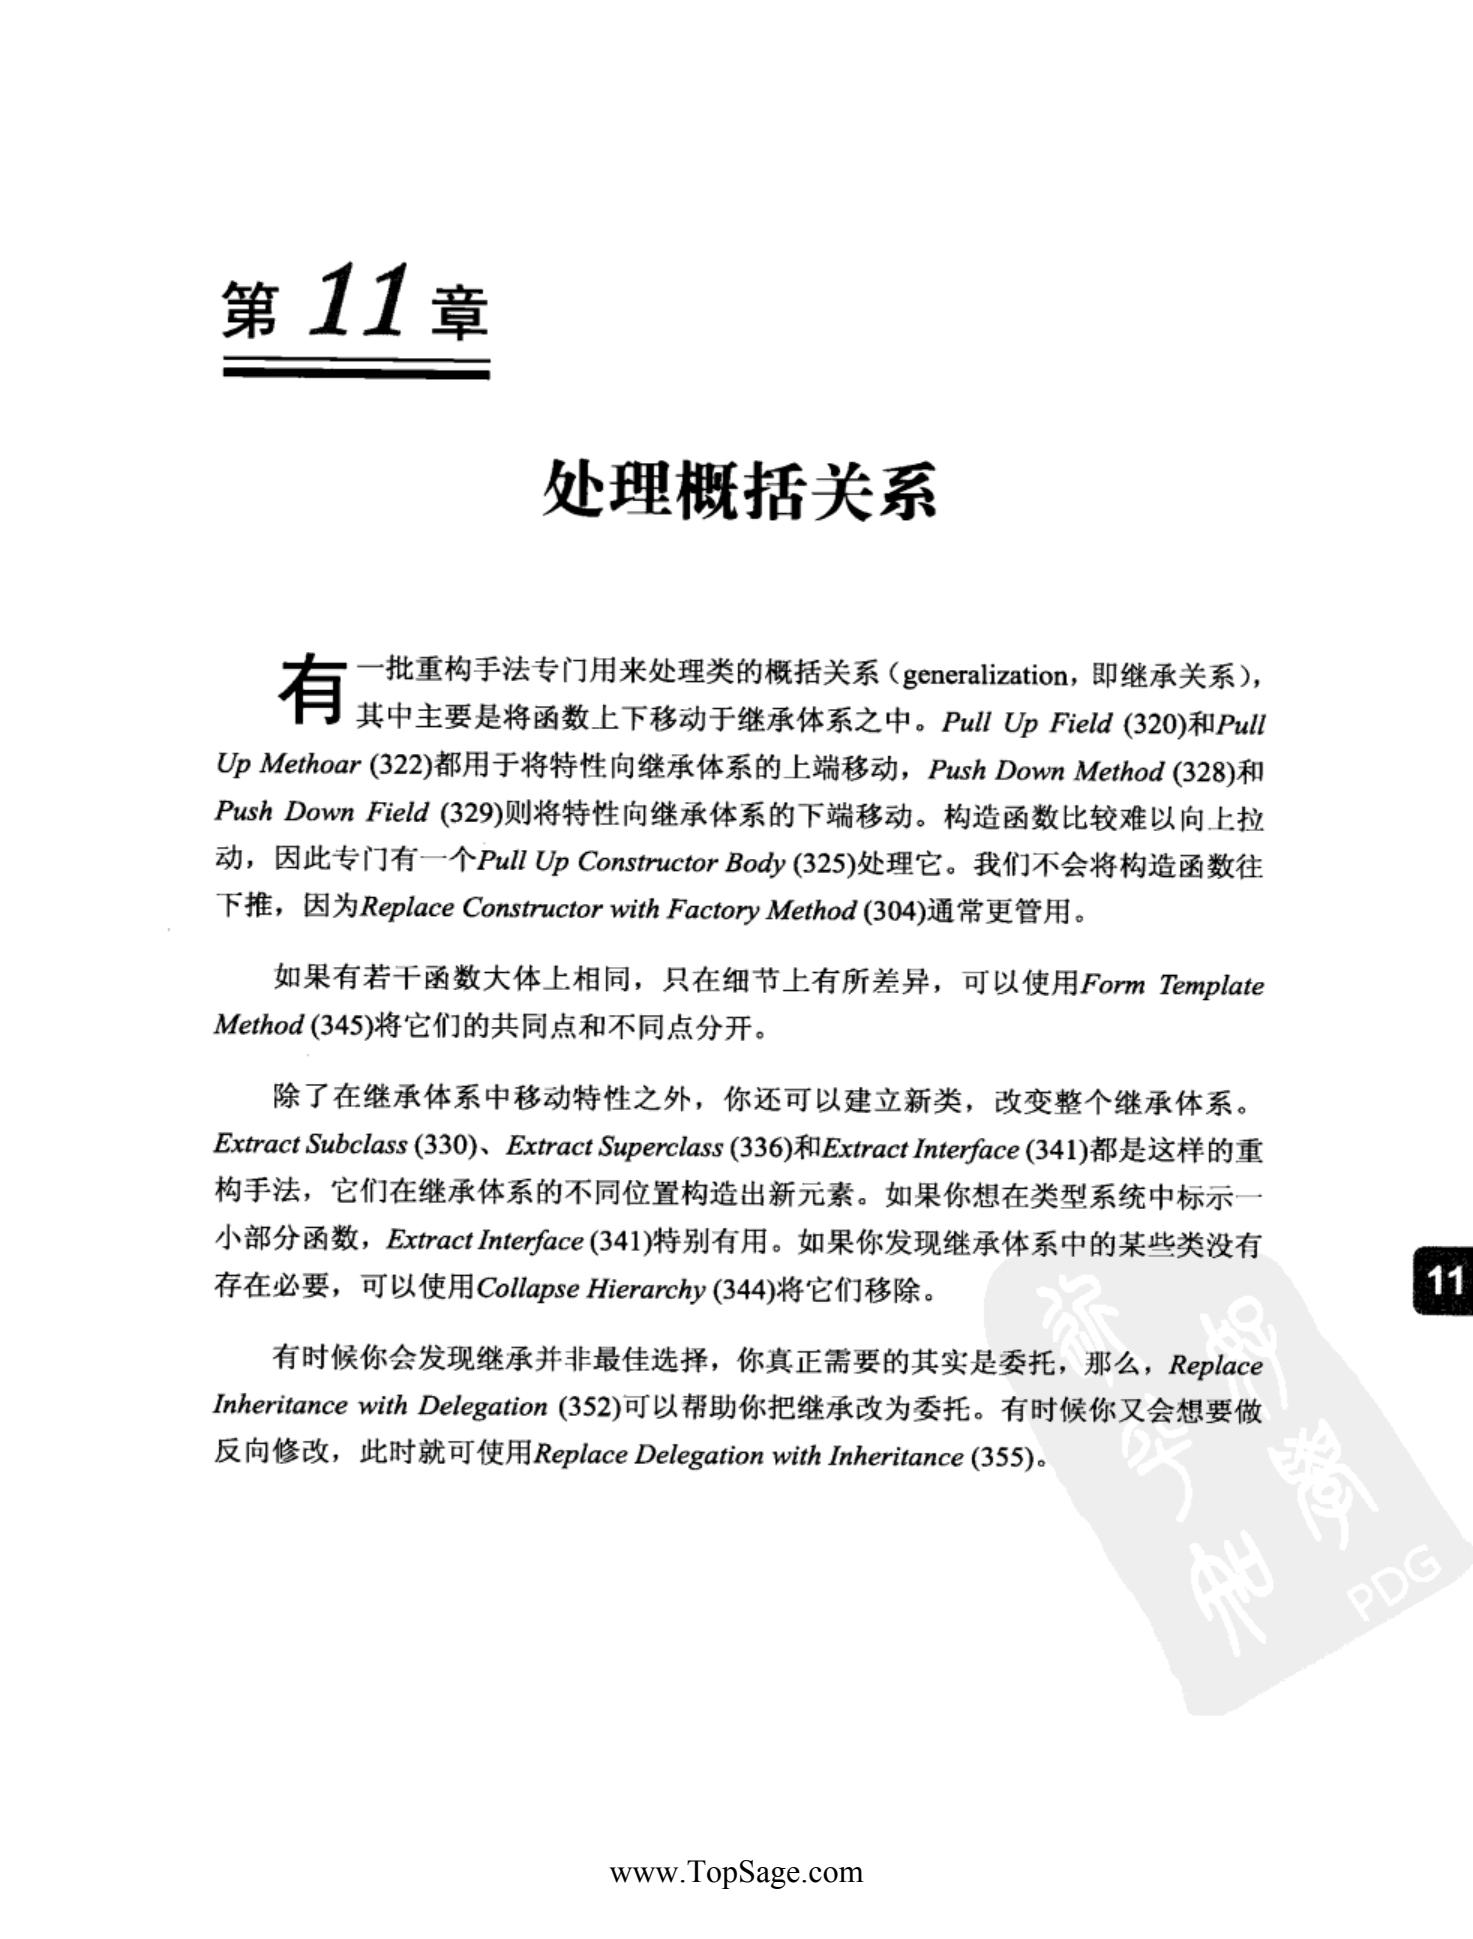 第 11 章
处理概括关系
有一批重构手法专门用来处理类的概括关系（generalization，即继承关系），
其中主要是将函数上下移动于继承体系之中。Pull Up Field (320)和Pull
Up Methoar (322)都用于将特性向继承体系的上端移动，Push Down Method (328)和
Push Down Field (329)则将特性向继承体系的下端移动。构造函数比较难以向上拉
动，因此专门有一个Pull Up Constructor Body (325)处理它。我们不会将构造函数往
下推，因为Replace Constructor with Factory Method (304)通常更管用。
如果有若干函数大体上相同，只在细节上有所差异，可以使用Form Template
Method (345)将它们的共同点和不同点分开。
除了在继承体系中移动特性之外，你还可以建立新类，改变整个继承体系。
Extract Subclass (330)、Extract Superclass (336)和Extract Interface (341)都是这样的重
构手法，它们在继承体系的不同位置构造出新元素。如果你想在类型系统中标示一
小部分函数，Extract Interface (341)特别有用。如果你发现继承体系中的某些类没有
存在必要，可以使用Collapse Hierarchy (344)将它们移除。
11
有时候你会发现继承并非最佳选择，你真正需要的其实是委托，那么，Replace
Inheritance with Delegation (352)可以帮助你把继承改为委托。有时候你又会想要做
反向修改，此时就可使用Replace Delegation with Inheritance (355)。
PDG
www.TopSage.com